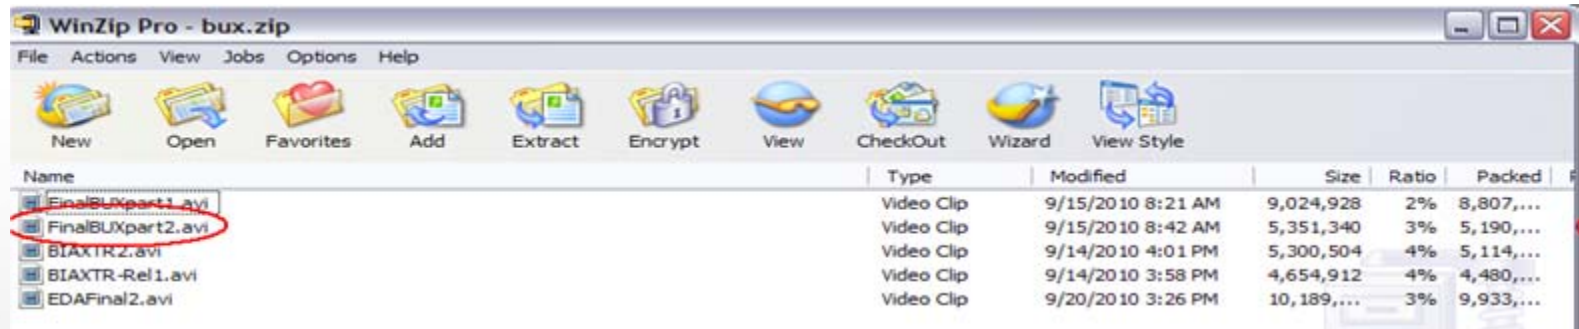 WinZip Pro - bux.zip
File Actions View Jobs Options Help
New Open Favorites Add Extract Encrypt View CheckOut Wizard View Style
Name Type Modified Size Ratio Packed
FinalBUXpart1.avi Video Clip 9/15/2010 8:21 AM 9,024,928 2% 8,807,...
FinalBUXpart2.avi Video Clip 9/15/2010 8:42 AM 5,351,340 3% 5,190,...
BIAXTR2.avi Video Clip 9/14/2010 4:01 PM 5,300,504 4% 5,114,...
BIAXTR-Rel1.avi Video Clip 9/14/2010 3:58 PM 4,654,912 4% 4,480,...
EDAFinal2.avi Video Clip 9/20/2010 3:26 PM 10,189,... 3% 9,933,...